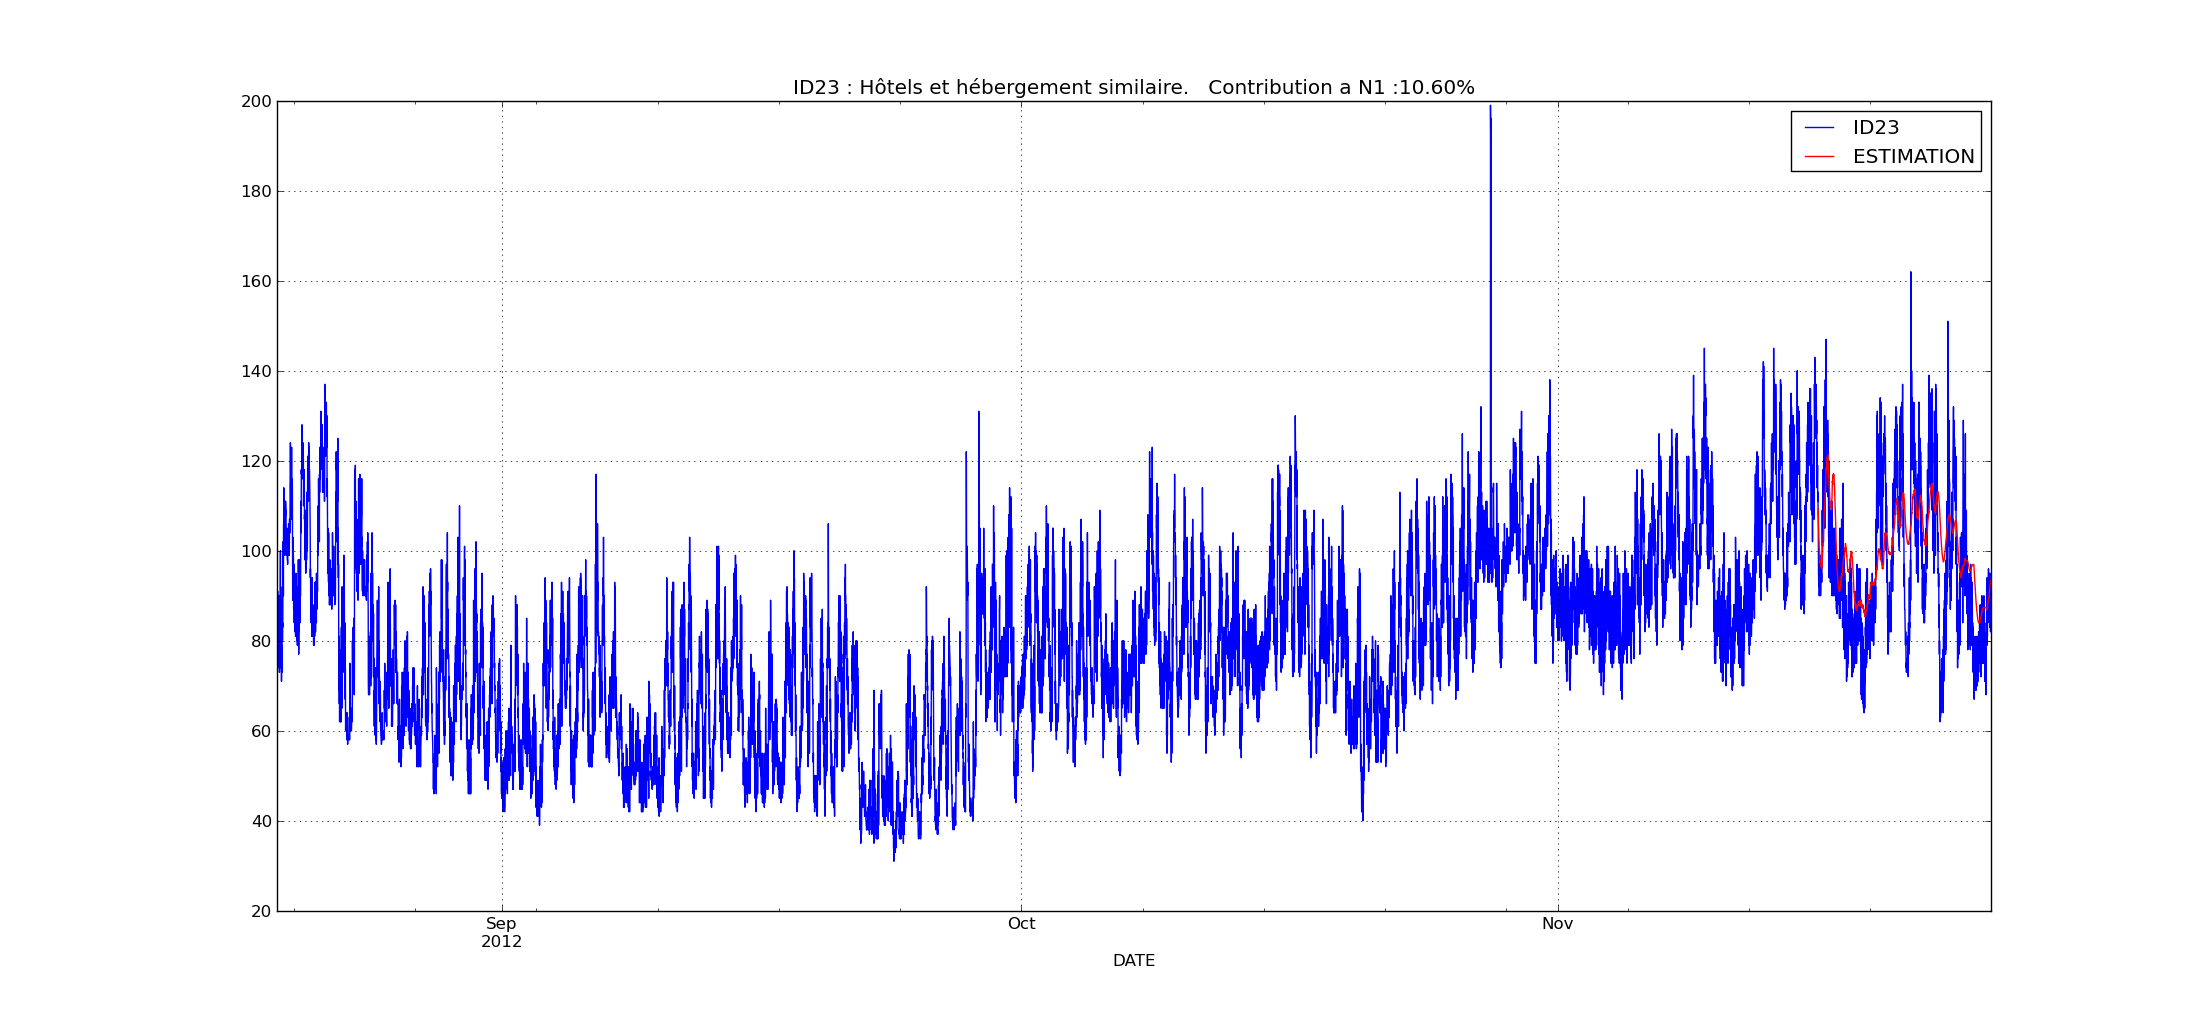 ID23 : Hôtels et hébergement similaire.   Contribution a N1 :10.60%
200
180
160
140
120
100
80
60
40
20
ID23
ESTIMATION
Sep
2012
Oct
Nov
DATE